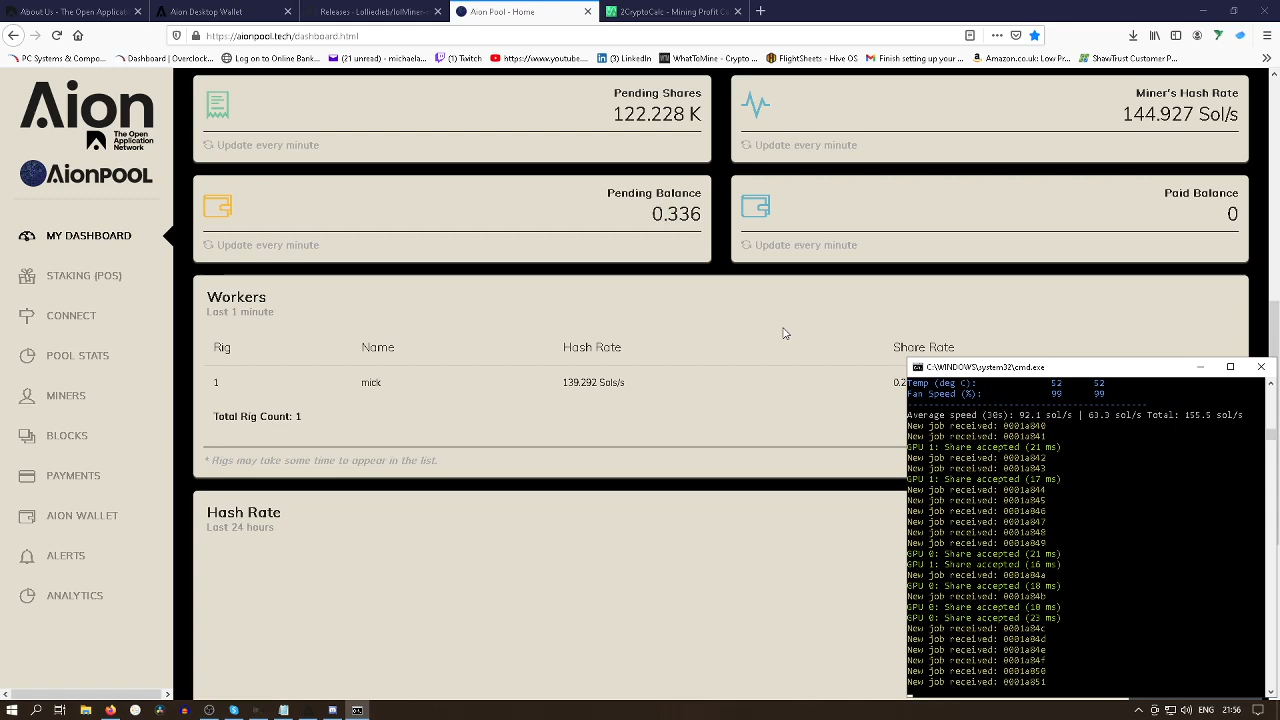 About Us - The Open Applicatio
Aion Desktop Wallet
Releases · Lolliedieb/lolMiner-r
Aion Pool - Home
2CryptoCalc - Mining Profit C
https://aionpool.tech/dashboard.html
PC Systems & Compo...
Dashboard | Overclock...
Log on to Online Bank...
(21 unread) - michaela...
(1) Twitch
https://www.youtube....
(3) LinkedIn
WhatToMine - Crypto ...
FlightSheets - Hive OS
Finish setting up your ...
Amazon.co.uk: Low Pr...
ShawTrust Customer P...
Aion
The Open
Application
Network
AionPOOL
MY DASHBOARD
STAKING (POS)
CONNECT
POOL STATS
MINERS
BLOCKS
PAYMENTS
AION WALLET
ALERTS
ANALYTICS
Pending Shares
122.228 K
Update every minute
Miner's Hash Rate
144.927 Sol/s
Update every minute
Pending Balance
0.336
Update every minute
Paid Balance
0
Update every minute
Workers
Last 1 minute
Rig Name Hash Rate Share Rate
1 mick 139.292 Sols/s 0.2
Total Rig Count: 1
* Rigs may take some time to appear in the list.
Hash Rate
Last 24 hours
C:\WINDOWS\system32\cmd.exe
Temp (deg C): 52 52
Fan Speed (%): 99 99
Average speed (30s): 92.1 sol/s | 63.3 sol/s Total: 155.5 sol/s
New job received: 0001a840
New job received: 0001a841
GPU 1: Share accepted (21 ms)
New job received: 0001a842
New job received: 0001a843
GPU 1: Share accepted (17 ms)
New job received: 0001a844
New job received: 0001a845
New job received: 0001a846
New job received: 0001a847
New job received: 0001a848
New job received: 0001a849
GPU 0: Share accepted (21 ms)
GPU 1: Share accepted (16 ms)
New job received: 0001a84a
GPU 0: Share accepted (18 ms)
New job received: 0001a84b
GPU 0: Share accepted (18 ms)
GPU 0: Share accepted (23 ms)
New job received: 0001a84c
New job received: 0001a84d
New job received: 0001a84e
New job received: 0001a84f
New job received: 0001a850
New job received: 0001a851
ENG
21:56